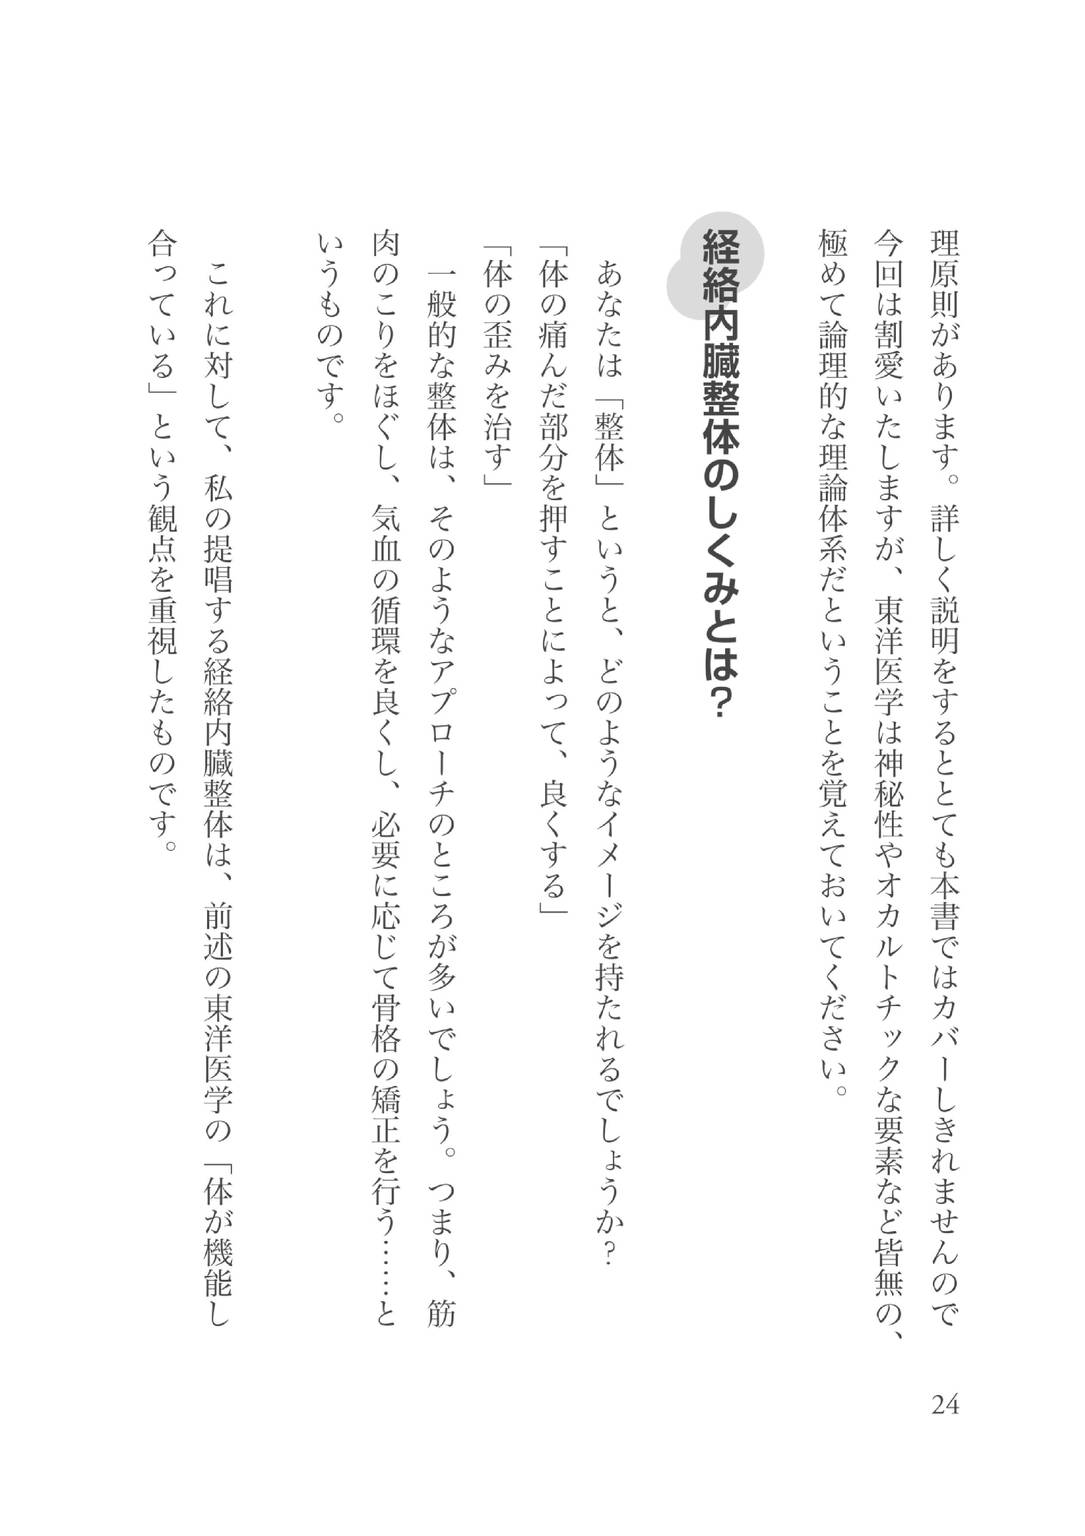 理原則があります。詳しく説明をするととても本書ではカバーしきれませんので
今回は割愛いたしますが、東洋医学は神秘性やオカルトチックな要素など皆無の、
極めて論理的な理論体系だということを覚えておいてください。
経絡内臓整体のしくみとは?
あなたは「整体」というと、どのようなイメージを持たれるでしょうか?
「体の痛んだ部分を押すことによって、良くする」
「体の歪みを治す」
一般的な整体は、そのようなアプローチのところが多いでしょう。つまり、筋
肉のこりをほぐし、気血の循環を良くし、必要に応じて骨格の矯正を行う……と
いうものです。
これに対して、私の提唱する経絡内臓整体は、前述の東洋医学の「体が機能し
合っている」という観点を重視したものです。
24